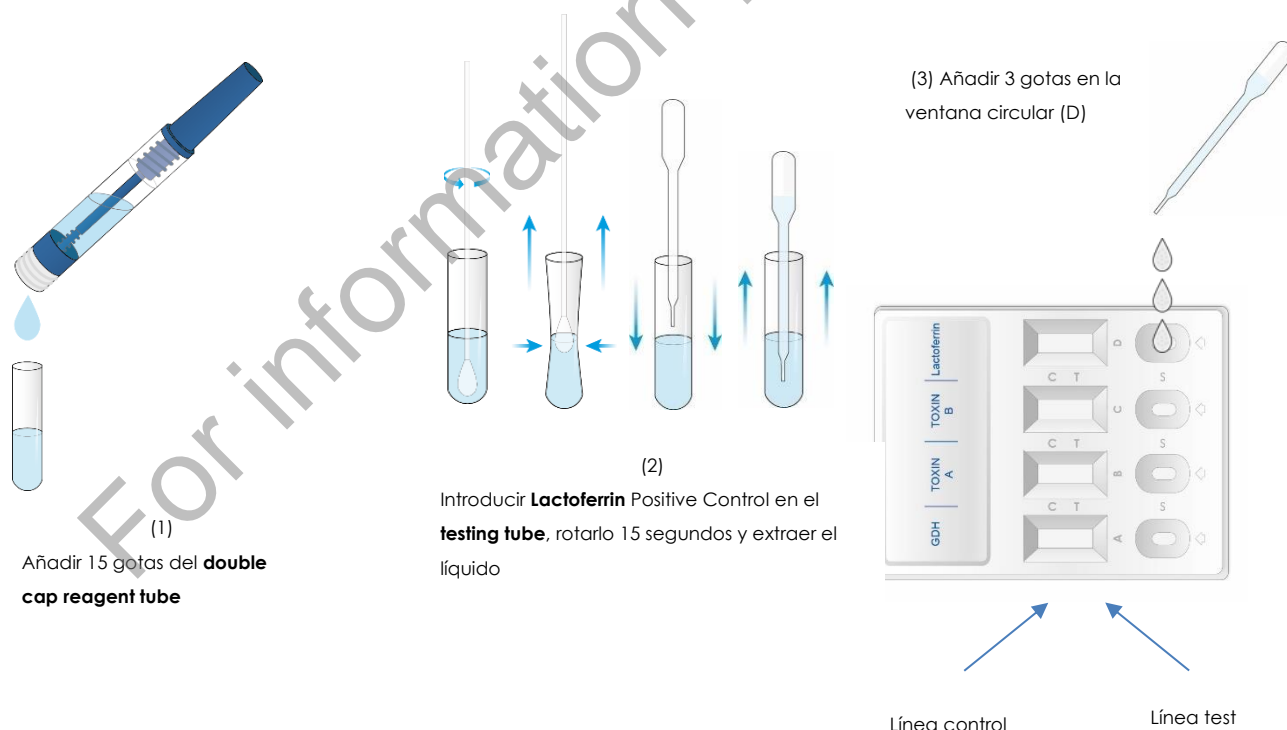 For information
(1)
Añadir 15 gotas del double
cap reagent tube
(2)
Introducir Lactoferrin Positive Control en el
testing tube, rotarlo 15 segundos y extraer el
líquido
(3) Añadir 3 gotas en la
ventana circular (D)
Lactoferrin
D
C T
S
TOXIN
B
C
C T
S
TOXIN
A
B
C T
S
GDH
A
Línea control
Línea test